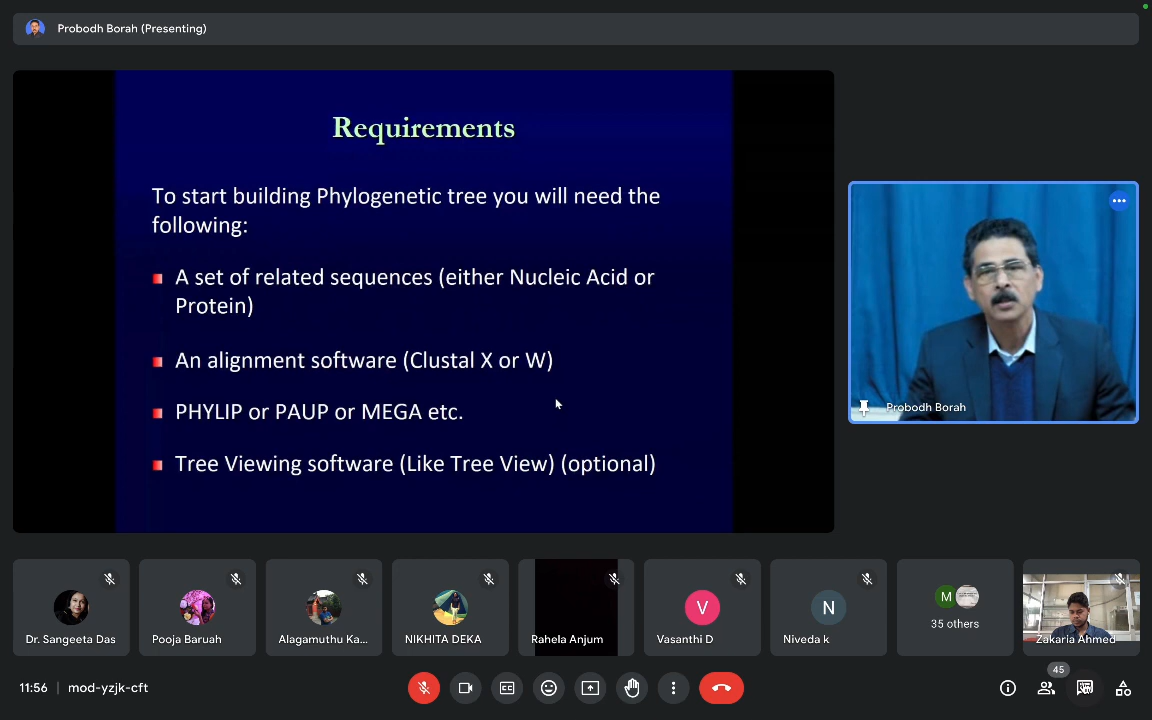 Probodh Borah (Presenting)
Requirements
To start building Phylogenetic tree you will need the
following:
A set of related sequences (either Nucleic Acid or
Protein)
An alignment software (Clustal X or W)
PHYLIP or PAUP or MEGA etc.
Tree Viewing software (Like Tree View) (optional)
Probodh Borah
Dr. Sangeeta Das
Pooja Baruah
Alagamuthu Ka...
NIKHITA DEKA
Rahela Anjum
V
Vasanthi D
N
Niveda k
M
35 others
Zakaria Ahmed
11:56 | mod-yzjk-cft
45